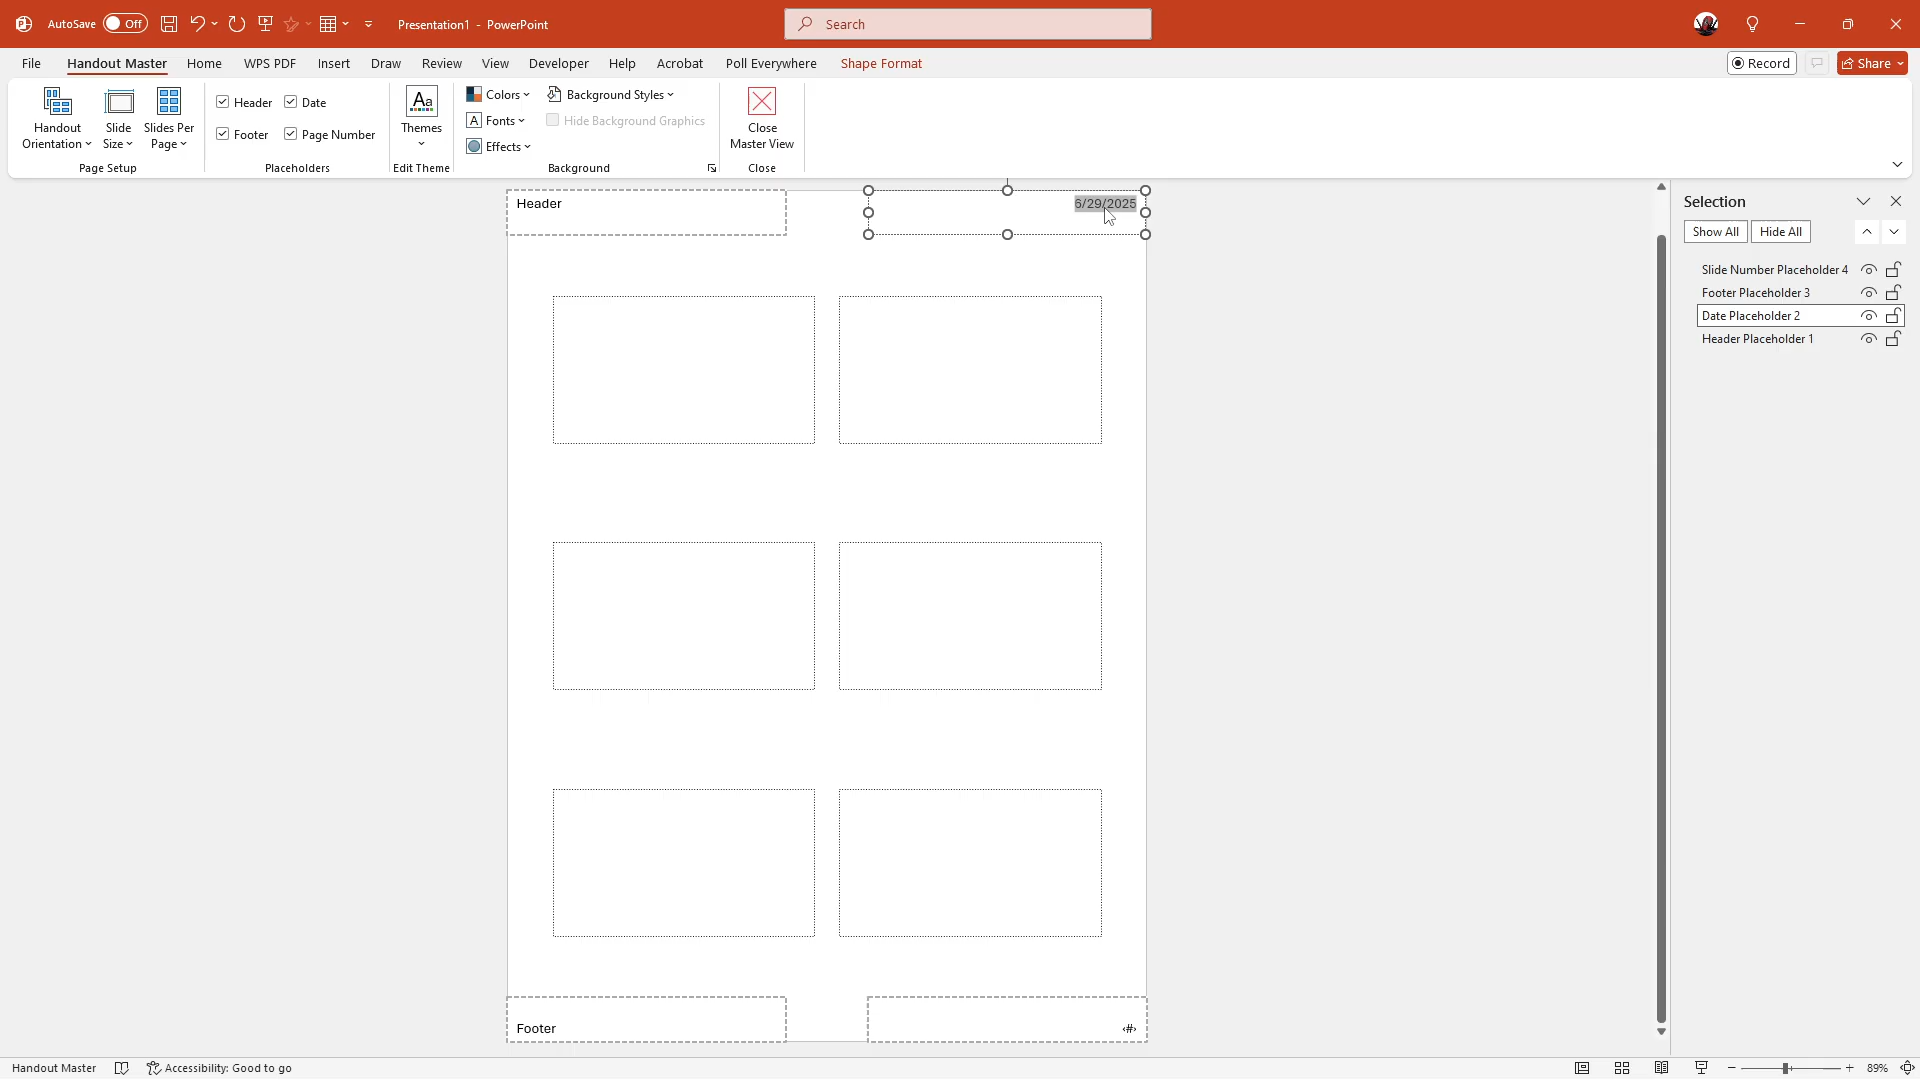 AutoSave Off Presentation1 - PowerPoint Search
File Handout Master Home WPS PDF Insert Draw Review View Developer Help Acrobat Poll Everywhere Shape Format Record Share
Handout Orientation
Slide Size
Slides Per Page
Page Setup
Header Date
Footer Page Number
Placeholders
Aa
Themes
Edit Theme
Colors Background Styles
A Fonts Hide Background Graphics
Effects
Background
Close Master View
Close
Header
6/29/2025
Footer
‹#›
Selection
Show All Hide All
Slide Number Placeholder 4
Footer Placeholder 3
Date Placeholder 2
Header Placeholder 1
Handout Master Accessibility: Good to go 89%